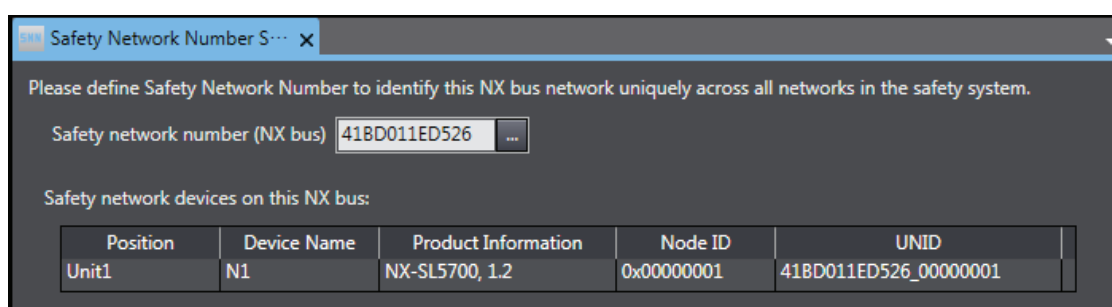 SNN Safety Network Number S··· X
Please define Safety Network Number to identify this NX bus network uniquely across all networks in the safety system.
Safety network number (NX bus) 41BD011ED526 ...
Safety network devices on this NX bus:
Position Device Name Product Information Node ID UNID
Unit1 N1 NX-SL5700, 1.2 0x00000001 41BD011ED526_00000001